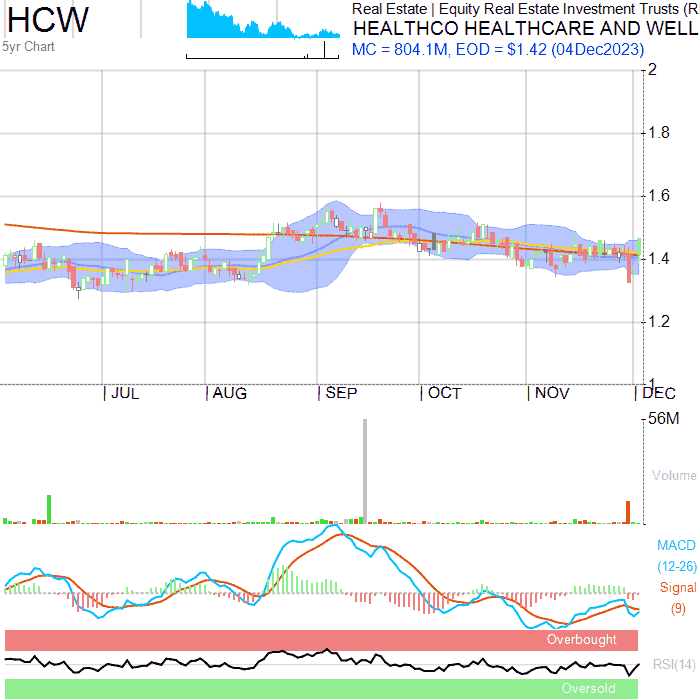 HCW
5yr Chart
Real Estate | Equity Real Estate Investment Trusts (R
HEALTHCO HEALTHCARE AND WELL
MC = 804.1M, EOD = $1.42 (04Dec2023)
2
1.8
1.6
1.4
1.2
1
| JUL | AUG | SEP | OCT | NOV | DEC
56M
Volume
MACD
(12-26)
Signal
(9)
Overbought
RSI(14)
Oversold